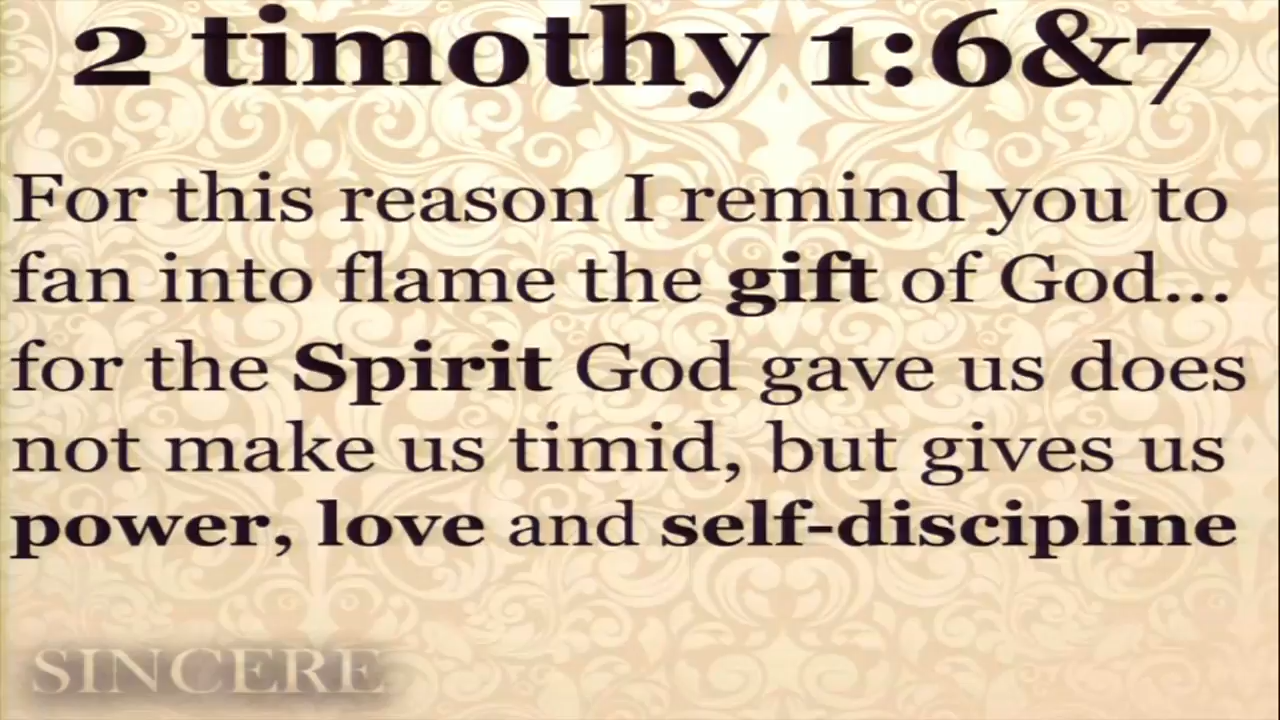 2 timothy 1:6&7
For this reason I remind you to
fan into flame the gift of God...
for the Spirit God gave us does
not make us timid, but gives us
power, love and self-discipline
SINCERE